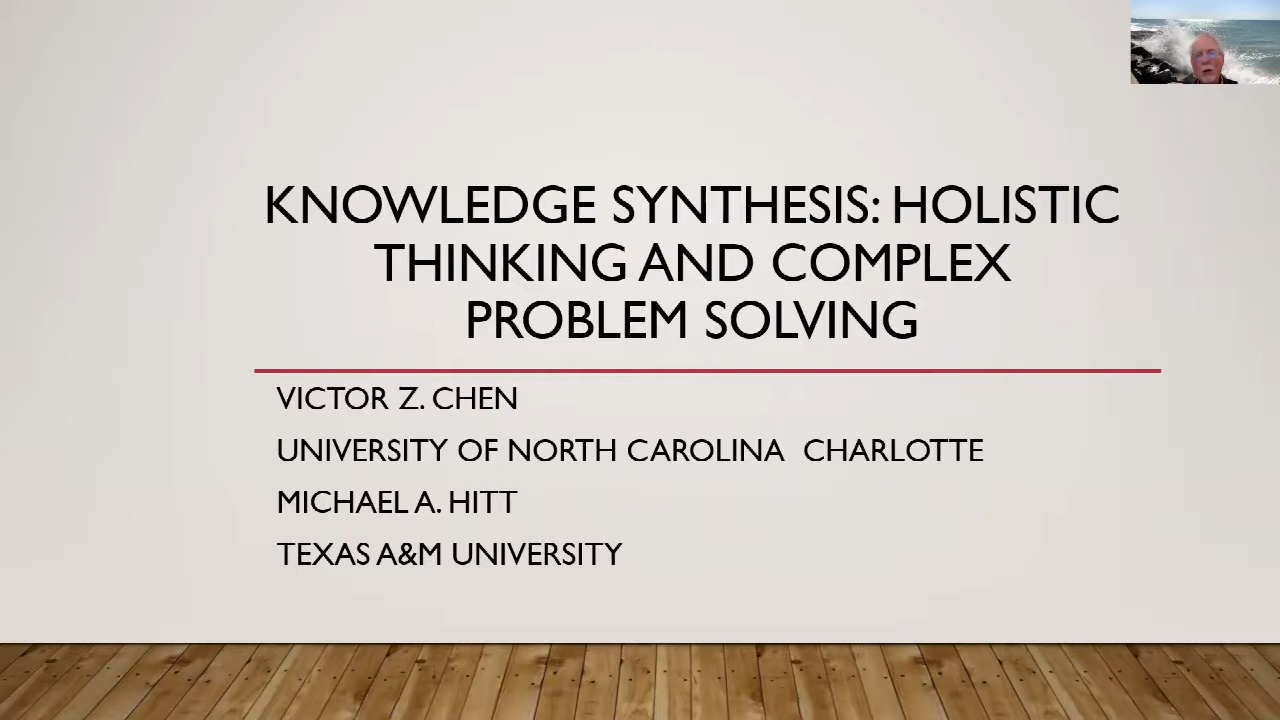 KNOWLEDGE SYNTHESIS: HOLISTIC
THINKING AND COMPLEX
PROBLEM SOLVING
VICTOR Z. CHEN
UNIVERSITY OF NORTH CAROLINA CHARLOTTE
MICHAEL A. HITT
TEXAS A&M UNIVERSITY